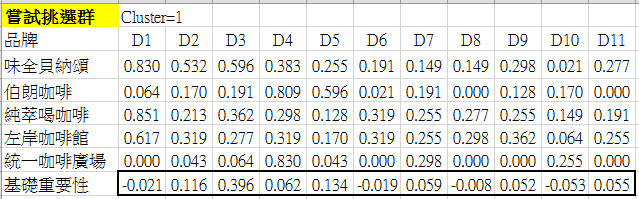 嘗試挑選群 Cluster=1
品牌 D1 D2 D3 D4 D5 D6 D7 D8 D9 D10 D11
味全貝納頌 0.830 0.532 0.596 0.383 0.255 0.191 0.149 0.149 0.298 0.021 0.277
伯朗咖啡 0.064 0.170 0.191 0.809 0.596 0.021 0.191 0.000 0.128 0.170 0.000
純萃喝咖啡 0.851 0.213 0.362 0.298 0.128 0.319 0.255 0.277 0.255 0.149 0.191
左岸咖啡館 0.617 0.319 0.277 0.319 0.170 0.319 0.255 0.298 0.362 0.064 0.255
統一咖啡廣場 0.000 0.043 0.064 0.830 0.043 0.000 0.298 0.000 0.000 0.255 0.000
基礎重要性 -0.021 0.116 0.396 0.062 0.134 -0.019 0.059 -0.008 0.052 -0.053 0.055